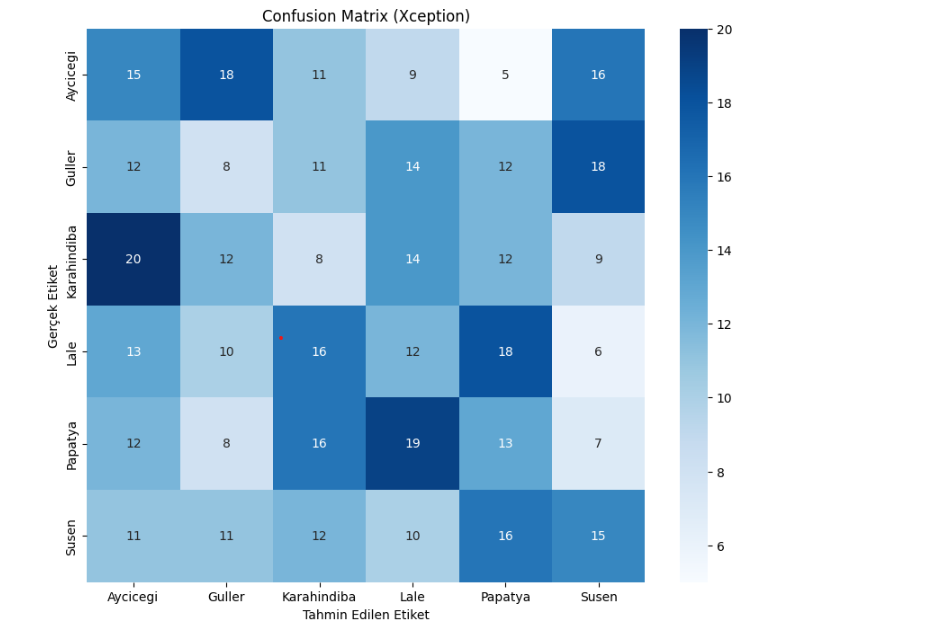 Confusion Matrix (Xception)
Gerçek Etiket
Aycicegi 15 18 11 9 5 16
Guller 12 8 11 14 12 18
Karahindiba 20 12 8 14 12 9
Lale 13 10 16 12 18 6
Papatya 12 8 16 19 13 7
Susen 11 11 12 10 16 15
Aycicegi Guller Karahindiba Lale Papatya Susen
Tahmin Edilen Etiket
20
18
16
14
12
10
8
6